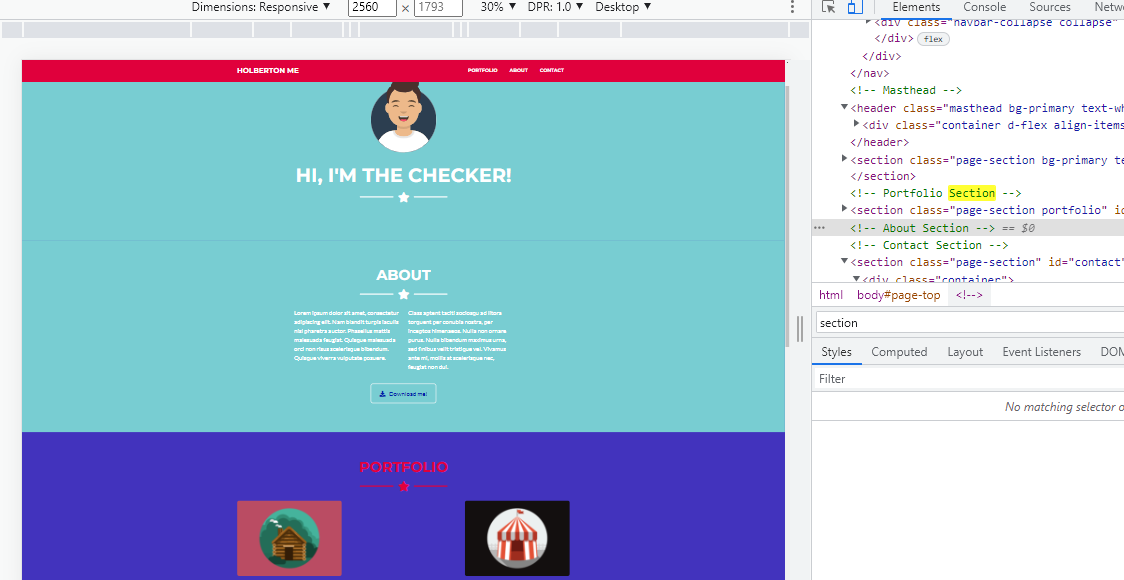 Dimensions: Responsive ▼ 2560 × 1793 30% ▼ DPR: 1.0 ▼ Desktop ▼
Elements Console Sources Netw
HOLBERTON ME PORTFOLIO ABOUT CONTACT
HI, I'M THE CHECKER!
ABOUT
Lorem ipsum dolor sit amet, consectetur
adipiscing elit. Nam blandit turpis iaculis
nisl pharetra auctor. Phasellus mattis
malesuada feugiat. Quisque malesuada
orci non risus scelerisque bibendum.
Quisque viverra vulputate posuere.
Class aptent taciti sociosqu ad litora
torquent per conubia nostra, per
inceptos himenaeos. Nulla non ornare
purus. Nulla bibendum maximus urna,
sed finibus velit tristique vel. Vivamus
ante mi, mollis at scelerisque nec,
feugiat non dui.
Download me!
PORTFOLIO
<div class="navbar-collapse collapse"
</div> flex
</div>
</nav>
<!-- Masthead -->
<header class="masthead bg-primary text-wh
<div class="container d-flex align-items
</header>
<section class="page-section bg-primary te
</section>
<!-- Portfolio Section -->
<section class="page-section portfolio" id
<!-- About Section --> == $0
<!-- Contact Section -->
<section class="page-section" id="contact"
<div class="container">
html body#page-top <!-->
section
Styles Computed Layout Event Listeners DOM
Filter
No matching selector o